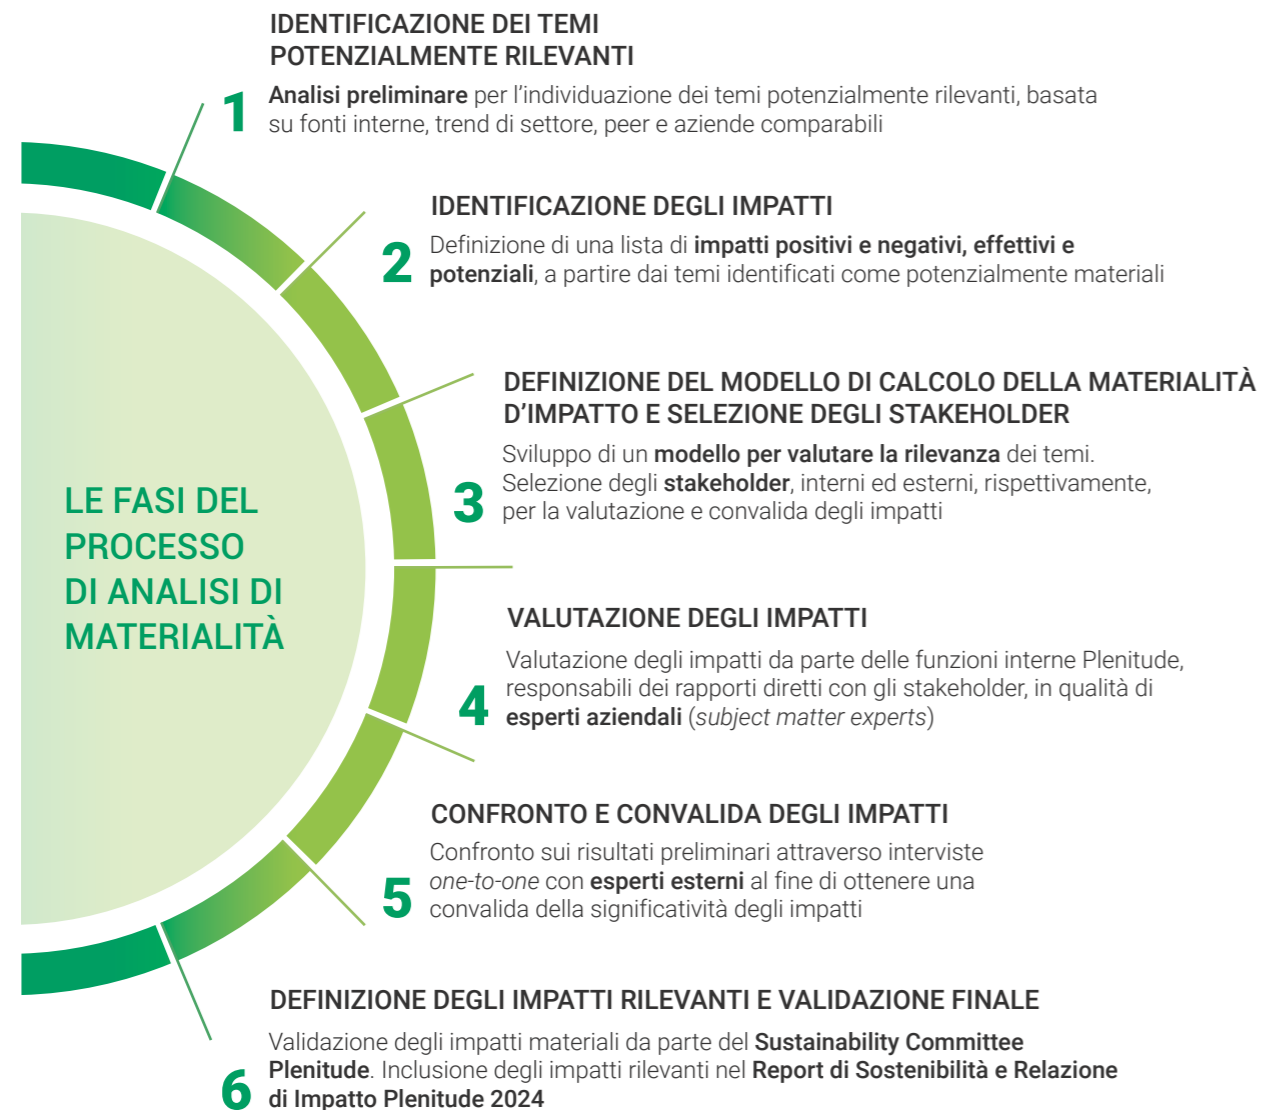 IDENTIFICAZIONE DEI TEMI
POTENZIALMENTE RILEVANTI
1
Analisi preliminare per l’individuazione dei temi potenzialmente rilevanti, basata
su fonti interne, trend di settore, peer e aziende comparabili
IDENTIFICAZIONE DEGLI IMPATTI
2
Definizione di una lista di impatti positivi e negativi, effettivi e
potenziali, a partire dai temi identificati come potenzialmente materiali
DEFINIZIONE DEL MODELLO DI CALCOLO DELLA MATERIALITÀ
D’IMPATTO E SELEZIONE DEGLI STAKEHOLDER
3
Sviluppo di un modello per valutare la rilevanza dei temi.
Selezione degli stakeholder, interni ed esterni, rispettivamente,
per la valutazione e convalida degli impatti
LE FASI DEL
PROCESSO
DI ANALISI DI
MATERIALITÀ
VALUTAZIONE DEGLI IMPATTI
4
Valutazione degli impatti da parte delle funzioni interne Plenitude,
responsabili dei rapporti diretti con gli stakeholder, in qualità di
esperti aziendali (subject matter experts)
CONFRONTO E CONVALIDA DEGLI IMPATTI
5
Confronto sui risultati preliminari attraverso interviste
one-to-one con esperti esterni al fine di ottenere una
convalida della significatività degli impatti
DEFINIZIONE DEGLI IMPATTI RILEVANTI E VALIDAZIONE FINALE
6
Validazione degli impatti materiali da parte del Sustainability Committee
Plenitude. Inclusione degli impatti rilevanti nel Report di Sostenibilità e Relazione
di Impatto Plenitude 2024